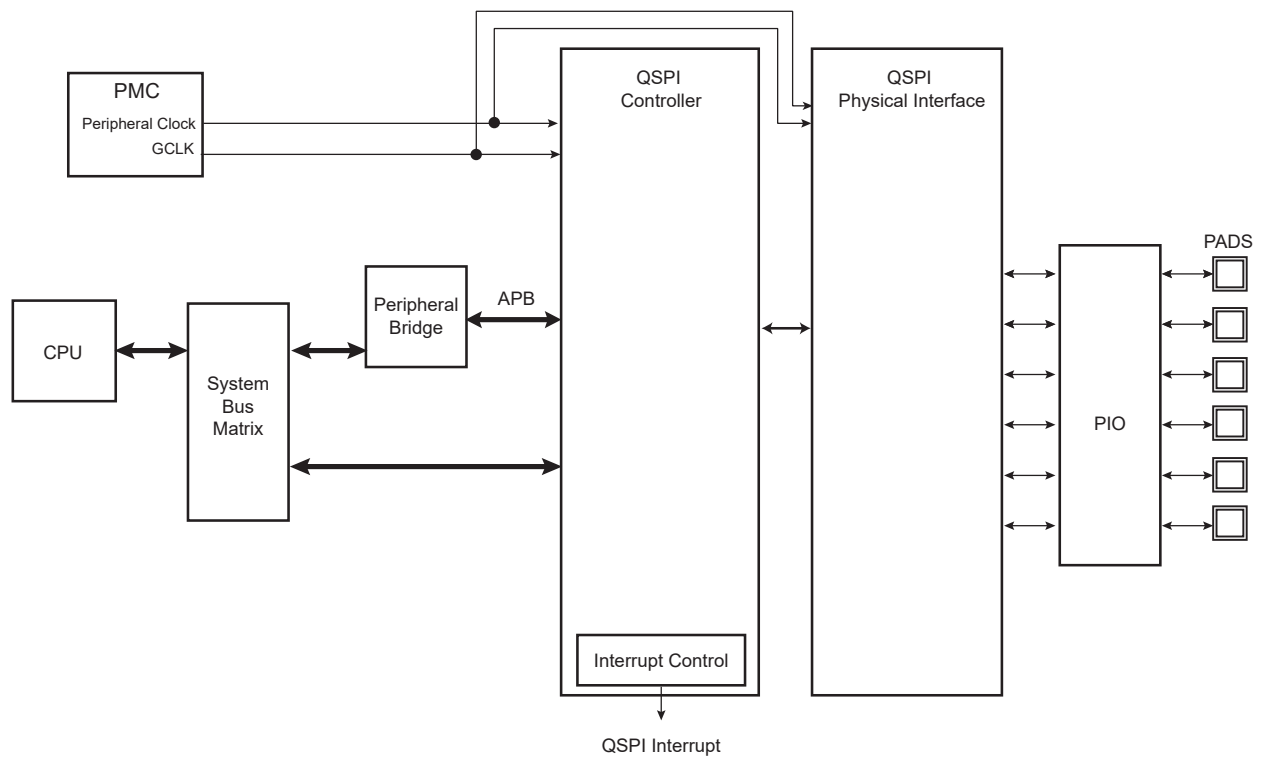 PMC
Peripheral Clock
GCLK
QSPI
Controller
QSPI
Physical Interface
PADS
CPU
System
Bus
Matrix
Peripheral
Bridge
APB
PIO
Interrupt Control
QSPI Interrupt